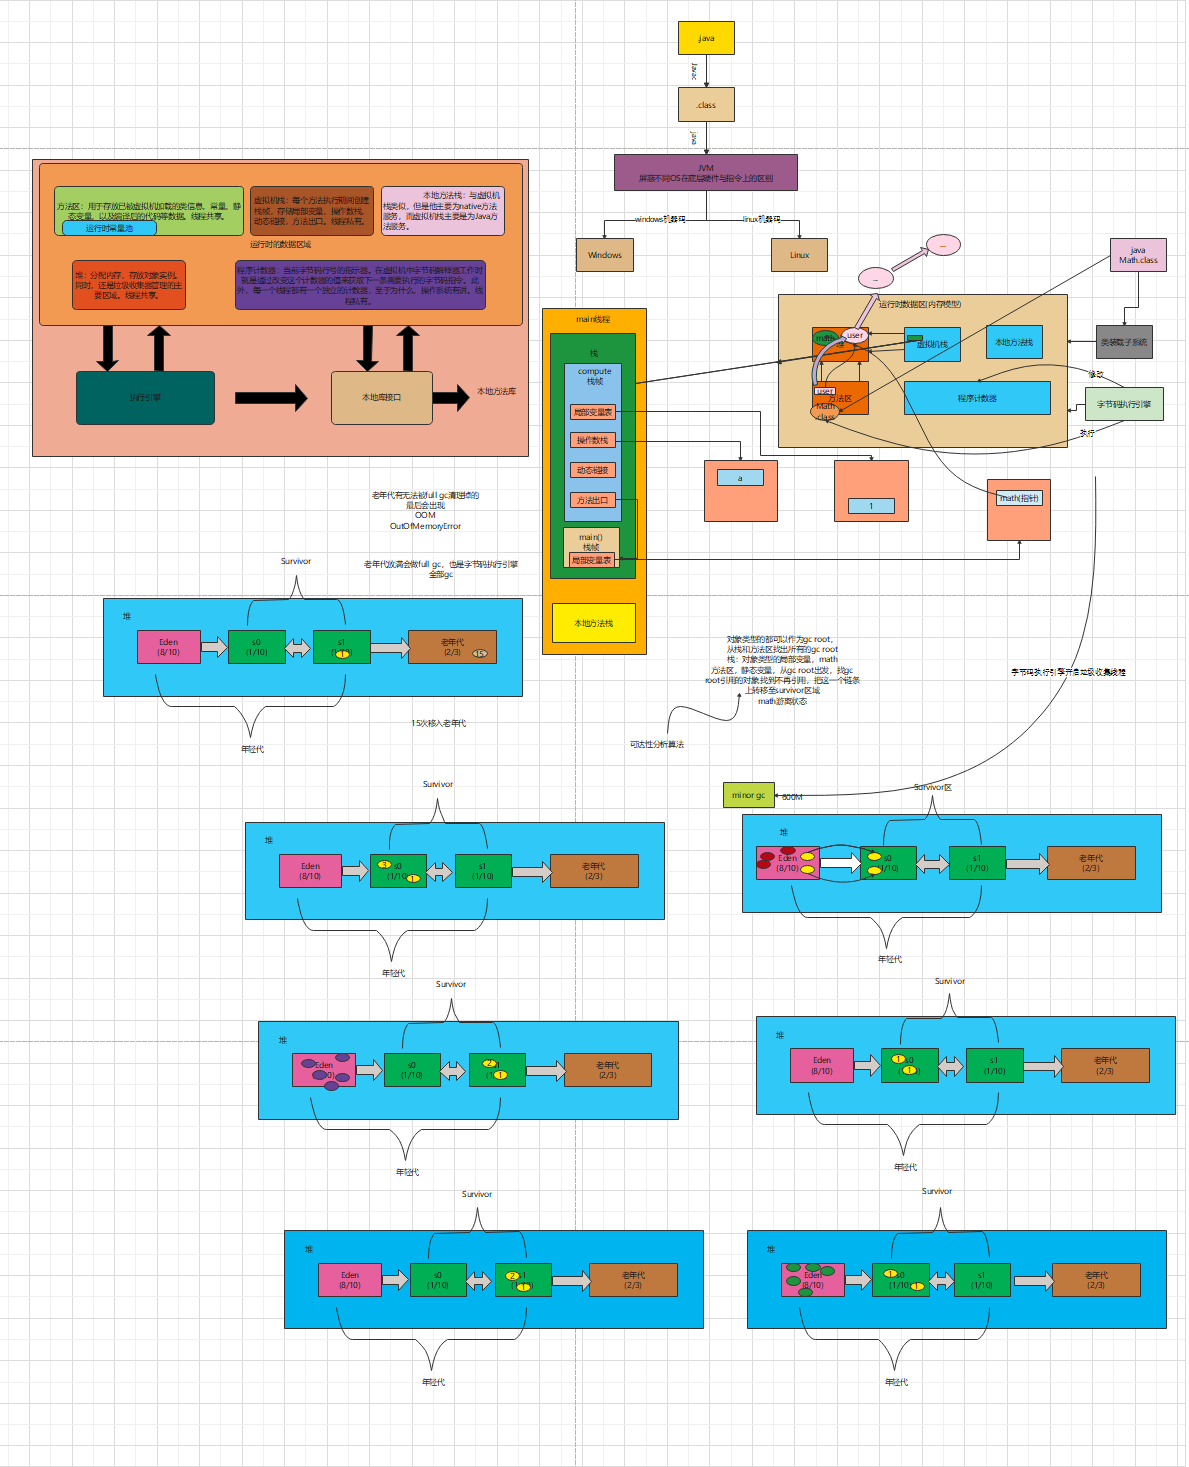 .java
Javac
.class
java
JVM
屏蔽不同OS在底层硬件与指令上的区别
windows机器码
linux机器码
Windows
Linux
方法区：用于存放已被虚拟机加载的类信息，常量，静
态变量，以及编译后的代码等数据。线程共享。
运行时常量池
虚拟机栈：每个方法执行期间创建
栈帧，存储局部变量，操作数栈，
动态链接，方法出口。线程私有。
本地方法栈：与虚拟机
栈类似，但是他主要为native方法
服务，而虚拟机栈主要是为Java方
法服务。
运行时的数据区域
堆：分配内存，存放对象实例。
同时，还是垃圾收集器管理的主
要区域。线程共享。
程序计数器：当前字节码行号的指示器。在虚拟机中字节码解释器工作时
就是通过改变这个计数器的值来获取下一条需要执行的字节码指令。此
外，每一个线程都有一个独立的计数器，至于为什么，操作系统有讲。线
程私有。
执行引擎
本地库接口
本地方法库
main线程
栈
compute
栈帧
局部变量表
操作数栈
动态链接
方法出口
main()
栈帧
局部变量表
本地方法栈
...
...
运行时数据区(内存模型)
math
堆
user
虚拟机栈
本地方法栈
user
方法区
Math.
class
程序计数器
java
Math.class
类装载子系统
修改
字节码执行引擎
执行
a
1
math(指针)
老年代有无法被full gc清理掉的
最后会出现
OOM
OutOfMemoryError
老年代放满会做full gc，也是字节码执行引擎
全部gc
Survivor
堆
Eden
(8/10)
s0
(1/10)
s1
(1/10)
1
老年代
(2/3)
15
年轻代
15次移入老年代
对象类型的都可以作为gc root，
从栈和方法区找出所有的gc root
栈：对象类型的局部变量，math
方法区，静态变量，从gc root出发，找gc
root引用的对象,找到不再引用，把这一个链条
上转移至survivor区域
math游离状态
可达性分析算法
字节码执行引擎开启垃圾收集线程
minor gc
600M
Survivor
堆
Eden
(8/10)
3
s0
(1/10)
1
s1
(1/10)
老年代
(2/3)
年轻代
Survivor区
堆
Eden
(8/10)
s0
(1/10)
s1
(1/10)
老年代
(2/3)
年轻代
Survivor
堆
Eden
s0
(1/10)
2
s1
1
老年代
(2/3)
年轻代
Survivor
堆
Eden
(8/10)
1
s0
1
s1
(1/10)
老年代
(2/3)
年轻代
Survivor
堆
Eden
(8/10)
s0
(1/10)
2
s1
1
老年代
(2/3)
年轻代
Survivor
堆
Eden
(8/10)
1
s0
(1/10)
1
s1
(1/10)
老年代
(2/3)
年轻代